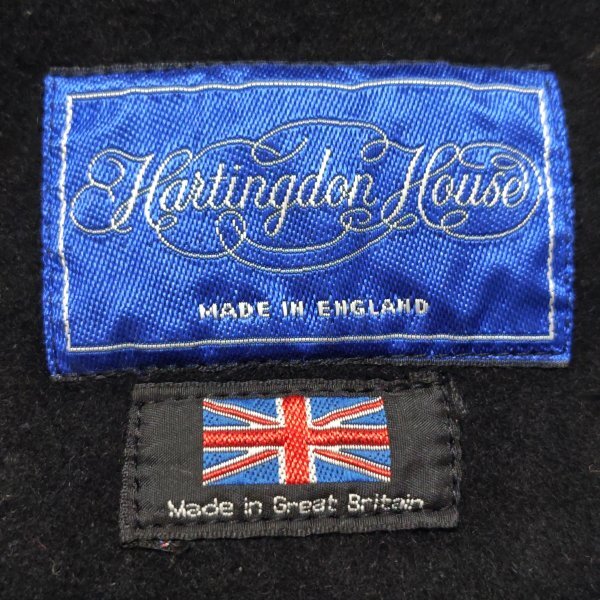 Hartingdon House
MADE IN ENGLAND
Made in Great Britain